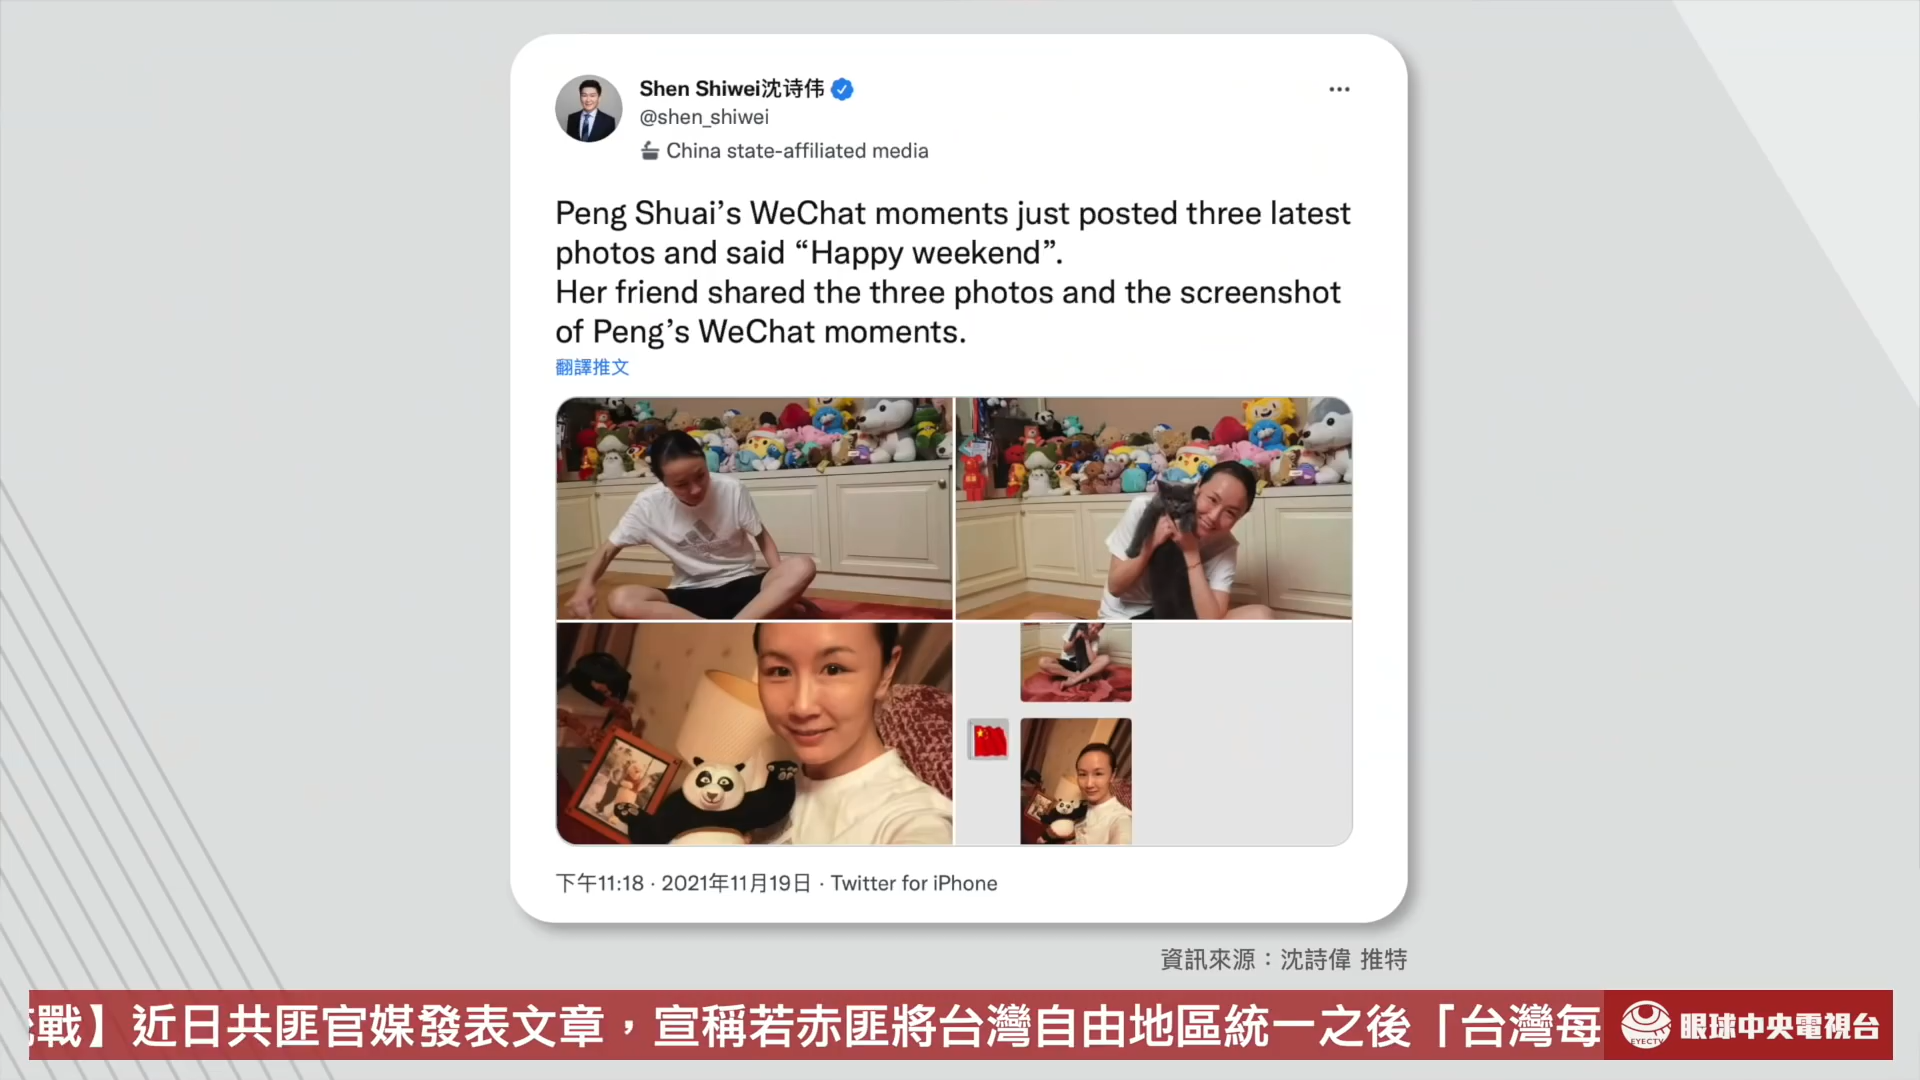 Shen Shiwei沈诗伟
@shen_shiwei
China state-affiliated media
Peng Shuai’s WeChat moments just posted three latest
photos and said “Happy weekend”.
Her friend shared the three photos and the screenshot
of Peng’s WeChat moments.
翻譯推文
下午11:18 · 2021年11月19日 · Twitter for iPhone
資訊來源：沈詩偉 推特
戰】近日共匪官媒發表文章，宣稱若赤匪將台灣自由地區統一之後「台灣每
EYECTV
眼球中央電視台